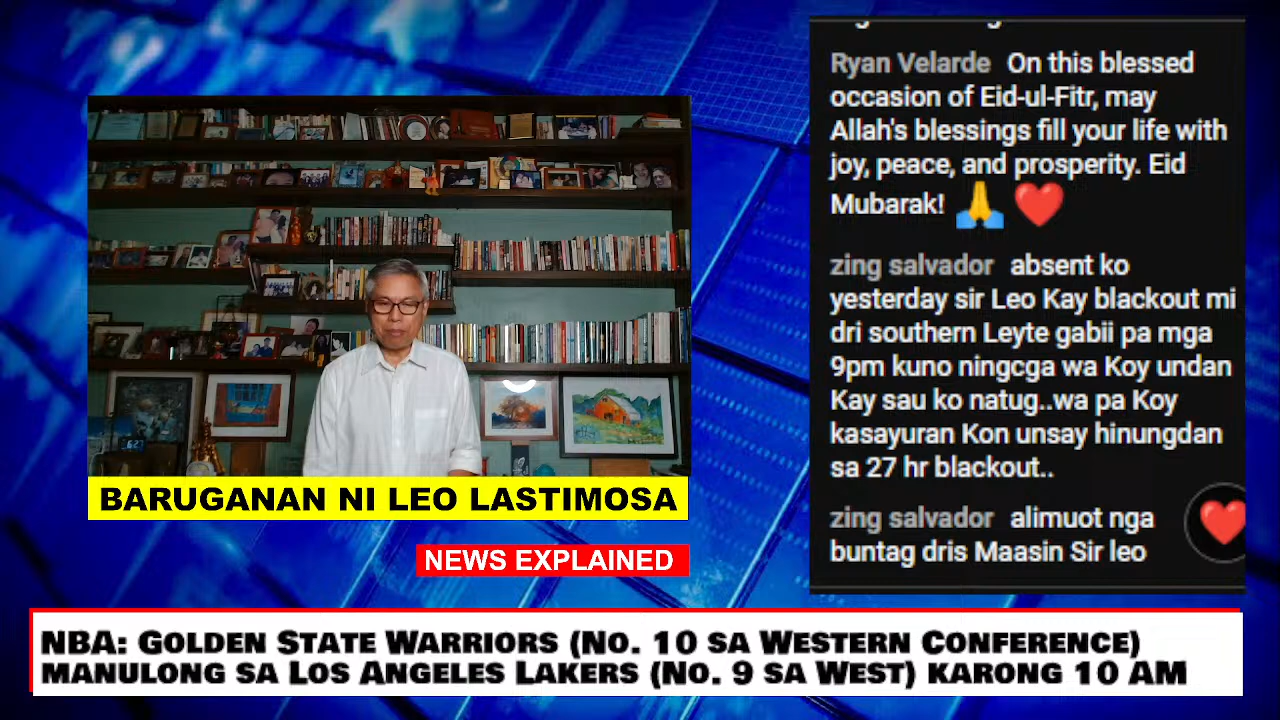 Ryan Velarde On this blessed
occasion of Eid-ul-Fitr, may
Allah's blessings fill your life with
joy, peace, and prosperity. Eid
Mubarak! 🙏 ❤️
zing salvador absent ko
yesterday sir Leo Kay blackout mi
dri southern Leyte gabii pa mga
9pm kuno ningcga wa Koy undan
Kay sau ko natug..wa pa Koy
kasayuran Kon unsay hinungdan
sa 27 hr blackout..
zing salvador alimuot nga
buntag dris Maasin Sir leo
6:27
BARUGANAN NI LEO LASTIMOSA
NEWS EXPLAINED
NBA: GOLDEN STATE WARRIORS (NO. 10 SA WESTERN CONFERENCE)
MANULONG SA LOS ANGELES LAKERS (NO. 9 SA WEST) KARONG 10 AM